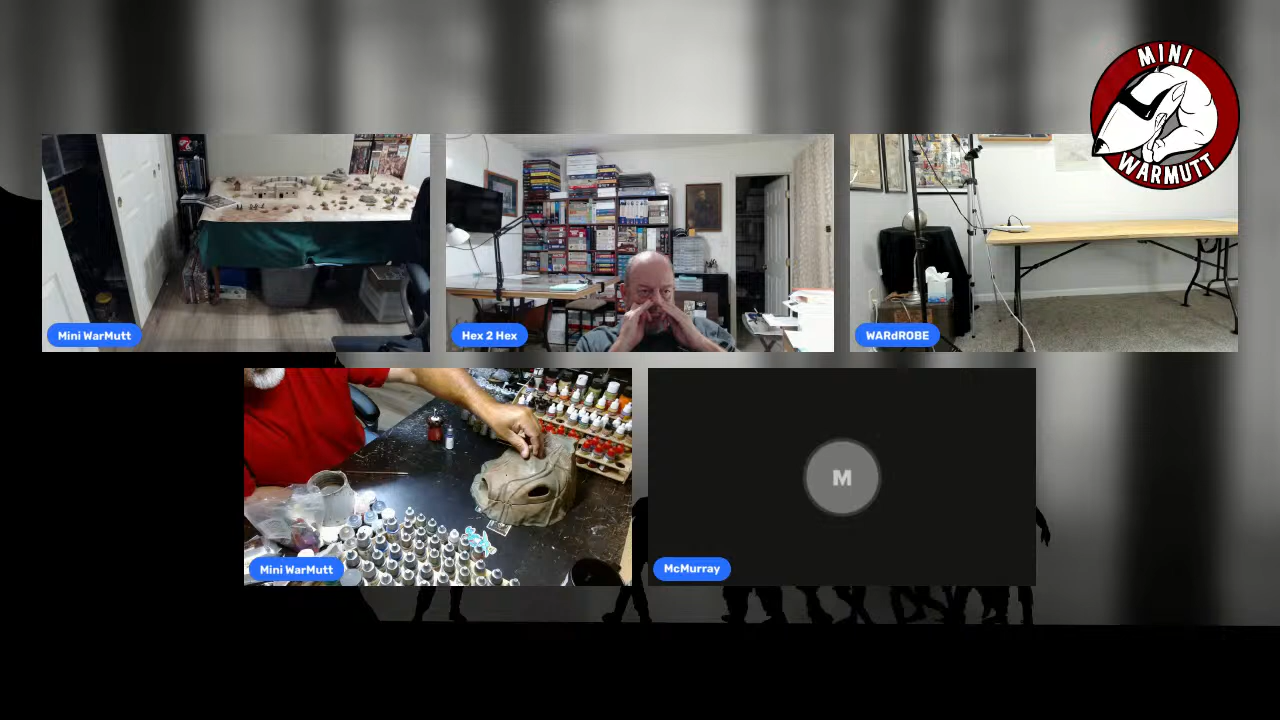 MINI
WARMUTT
Mini WarMutt
Hex 2 Hex
WARdROBE
Mini WarMutt
M
McMurray